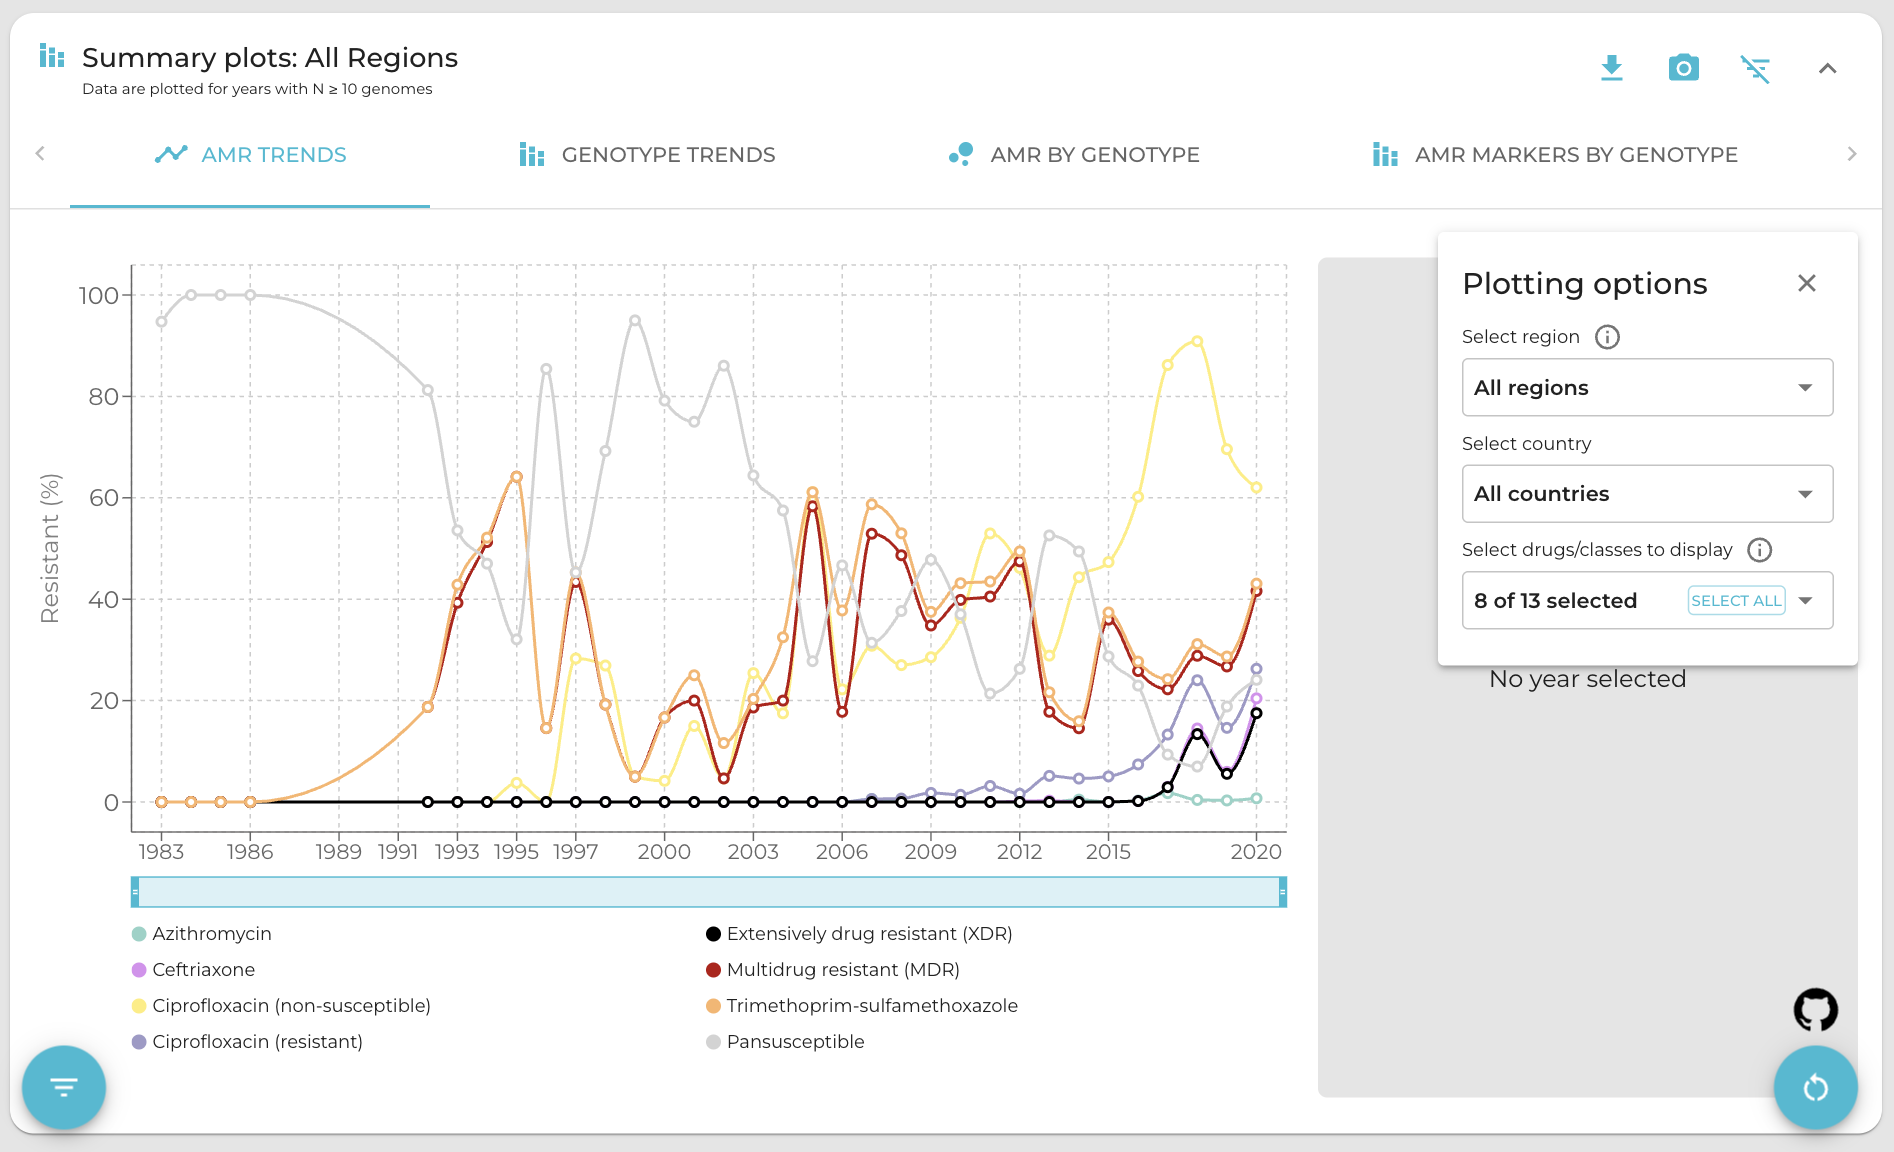 Summary plots: All Regions
Data are plotted for years with N ≥ 10 genomes
AMR TRENDS
GENOTYPE TRENDS
AMR BY GENOTYPE
AMR MARKERS BY GENOTYPE
Resistant (%)
100
80
60
40
20
0
1983 1986 1989 1991 1993 1995 1997 2000 2003 2006 2009 2012 2015 2020
Azithromycin
Ceftriaxone
Ciprofloxacin (non-susceptible)
Ciprofloxacin (resistant)
Extensively drug resistant (XDR)
Multidrug resistant (MDR)
Trimethoprim-sulfamethoxazole
Pansusceptible
Plotting options
Select region
All regions
Select country
All countries
Select drugs/classes to display
8 of 13 selected SELECT ALL
No year selected